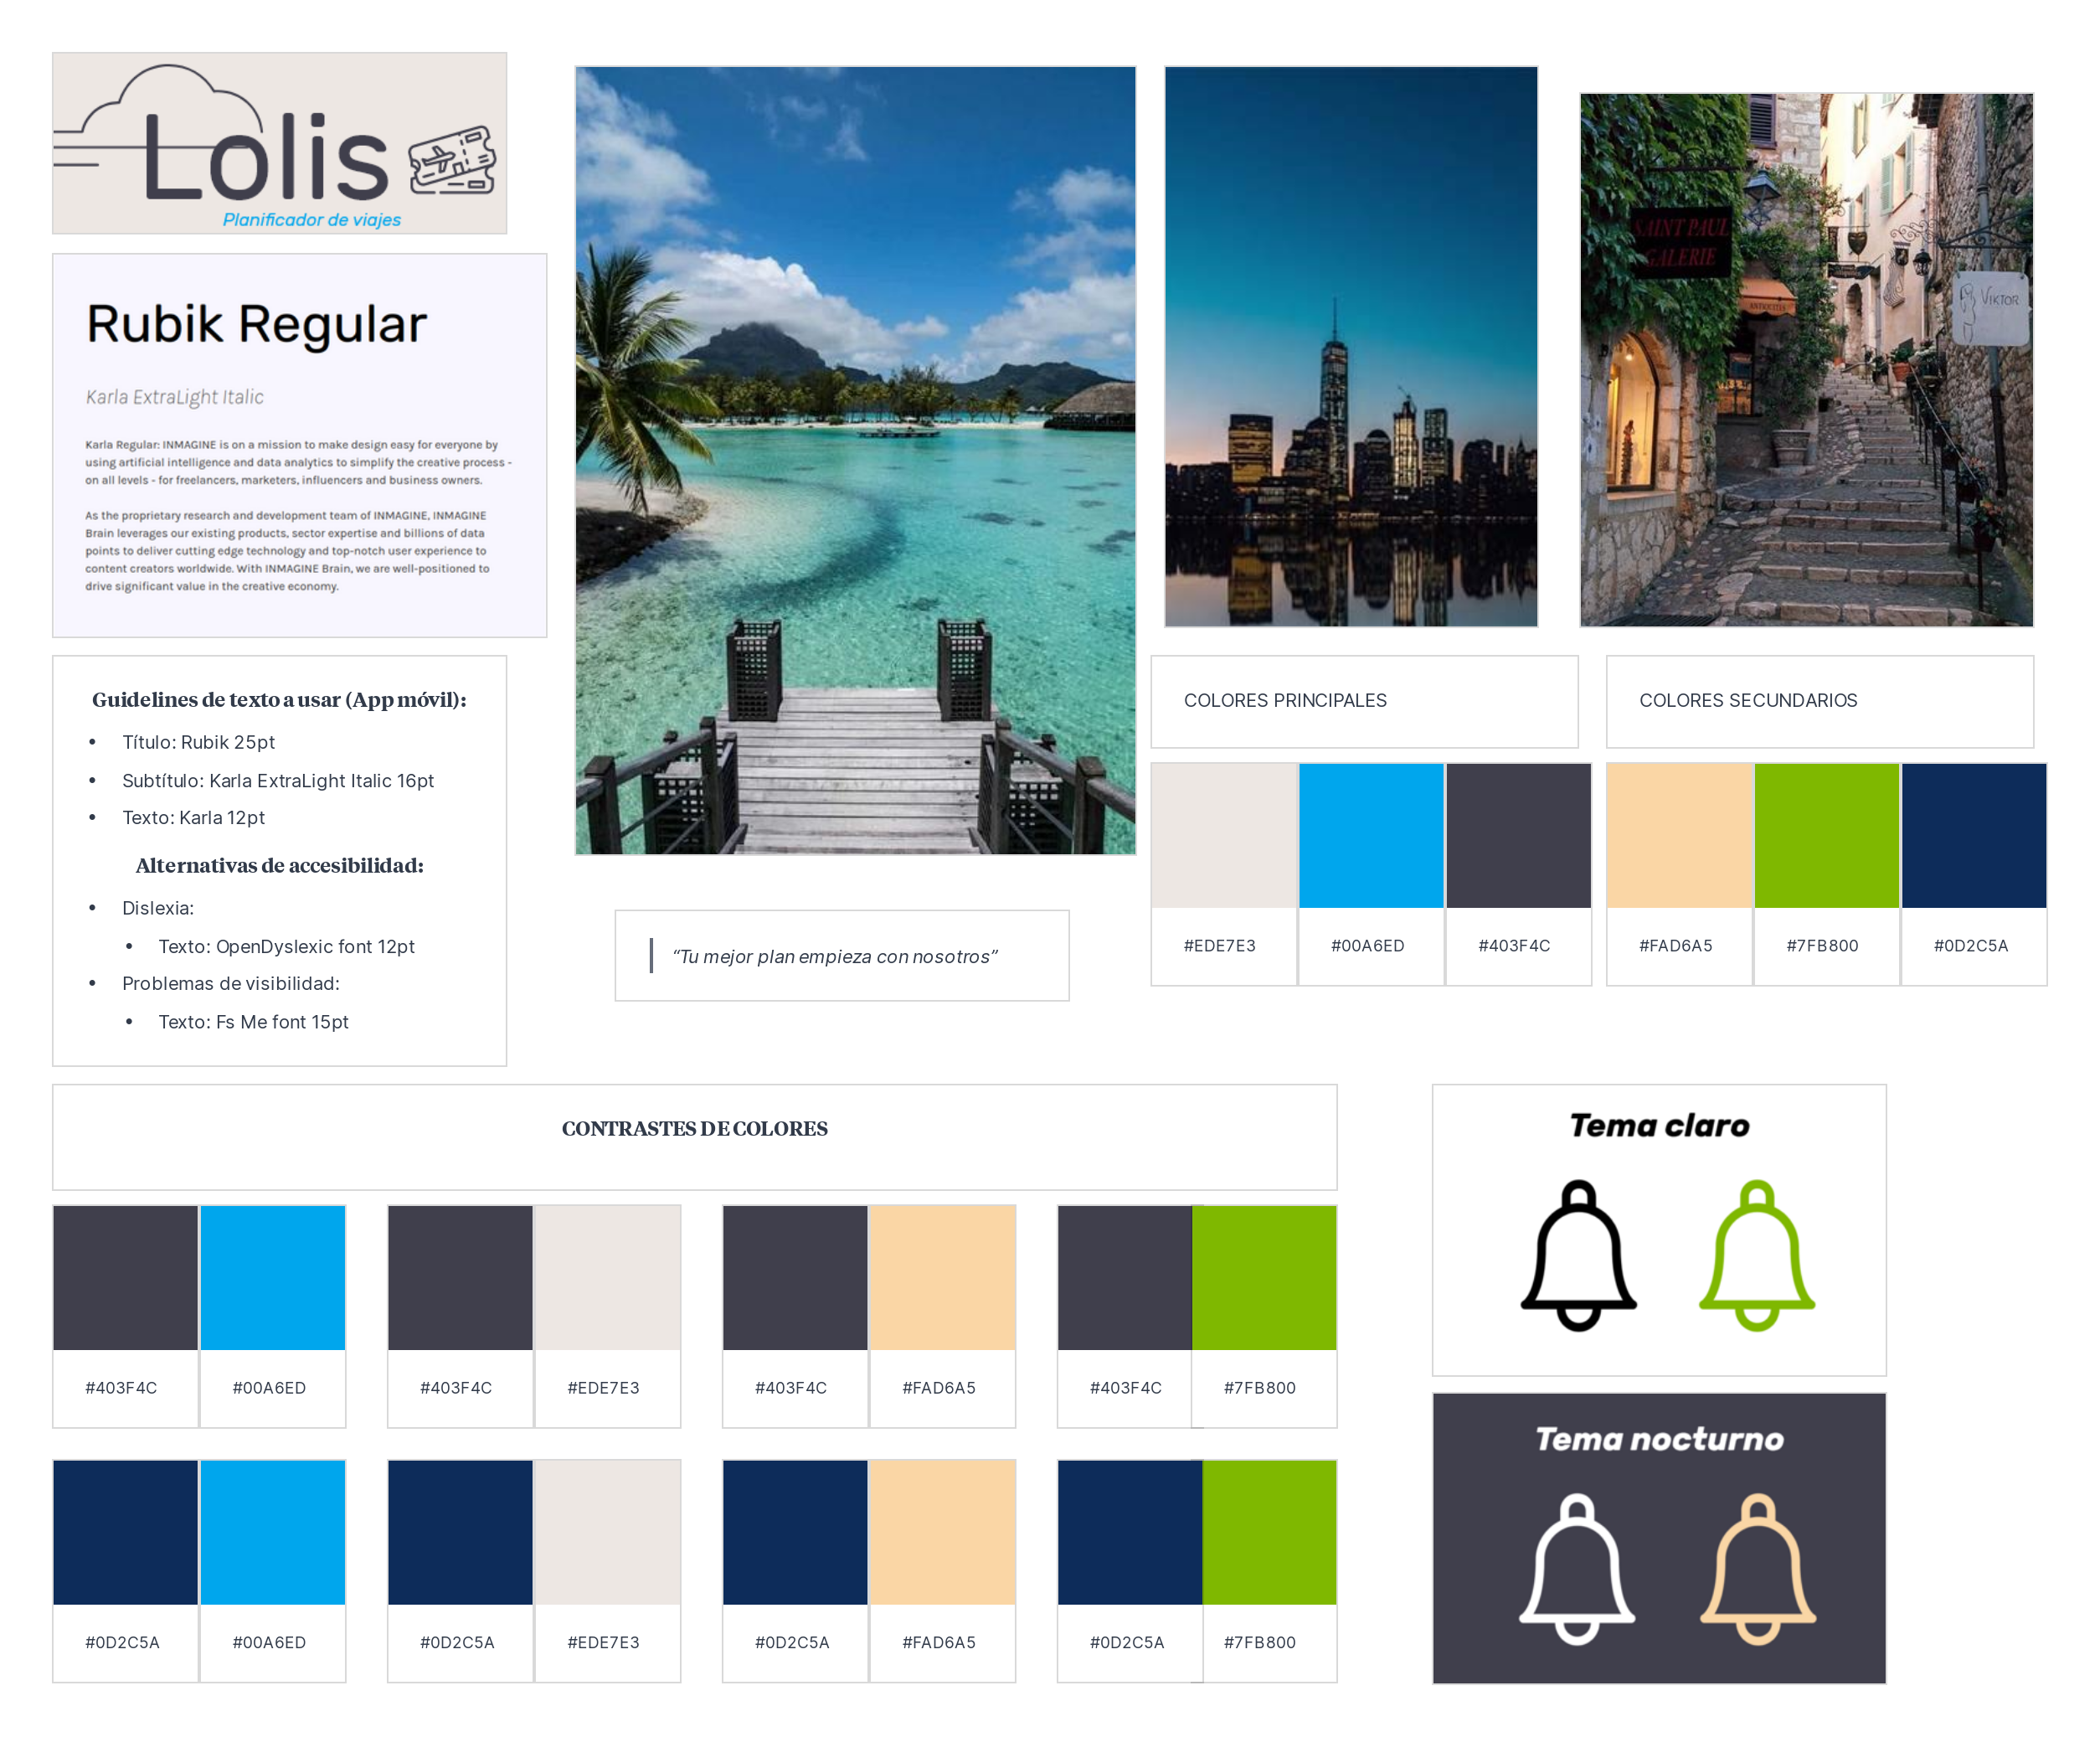 Lolis
Planificador de viajes
Rubik Regular
Karla ExtraLight Italic
Karla Regular: INMAGINE is on a mission to make design easy for everyone by
using artificial intelligence and data analytics to simplify the creative process -
on all levels - for freelancers, marketers, influencers and business owners.
As the proprietary research and development team of INMAGINE, INMAGINE
Brain leverages our existing products, sector expertise and billions of data
points to deliver cutting edge technology and top-notch user experience to
content creators worldwide. With INMAGINE Brain, we are well-positioned to
drive significant value in the creative economy.
Guidelines de texto a usar (App móvil):
• Título: Rubik 25pt
• Subtítulo: Karla ExtraLight Italic 16pt
• Texto: Karla 12pt
Alternativas de accesibilidad:
• Dislexia:
• Texto: OpenDyslexic font 12pt
• Problemas de visibilidad:
• Texto: Fs Me font 15pt
SAINT PAUL
GALERIE
ANTIQUITES
VIKTOR
“Tu mejor plan empieza con nosotros”
COLORES PRINCIPALES
#EDE7E3 #00A6ED #403F4C
COLORES SECUNDARIOS
#FAD6A5 #7FB800 #0D2C5A
CONTRASTES DE COLORES
#403F4C #00A6ED #403F4C #EDE7E3 #403F4C #FAD6A5 #403F4C #7FB800
#0D2C5A #00A6ED #0D2C5A #EDE7E3 #0D2C5A #FAD6A5 #0D2C5A #7FB800
Tema claro
Tema nocturno